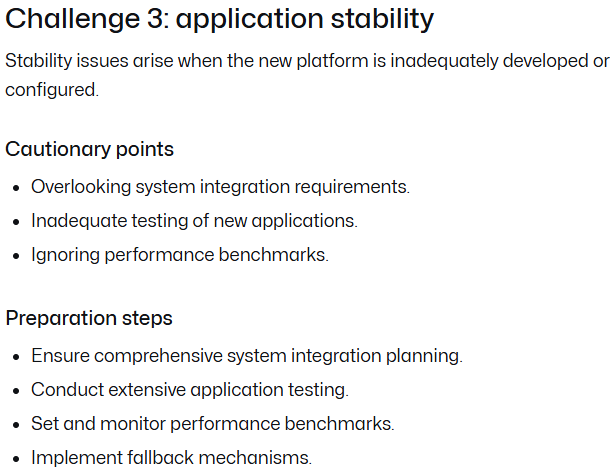 Challenge 3: application stability
Stability issues arise when the new platform is inadequately developed or
configured.
Cautionary points
• Overlooking system integration requirements.
• Inadequate testing of new applications.
• Ignoring performance benchmarks.
Preparation steps
• Ensure comprehensive system integration planning.
• Conduct extensive application testing.
• Set and monitor performance benchmarks.
• Implement fallback mechanisms.